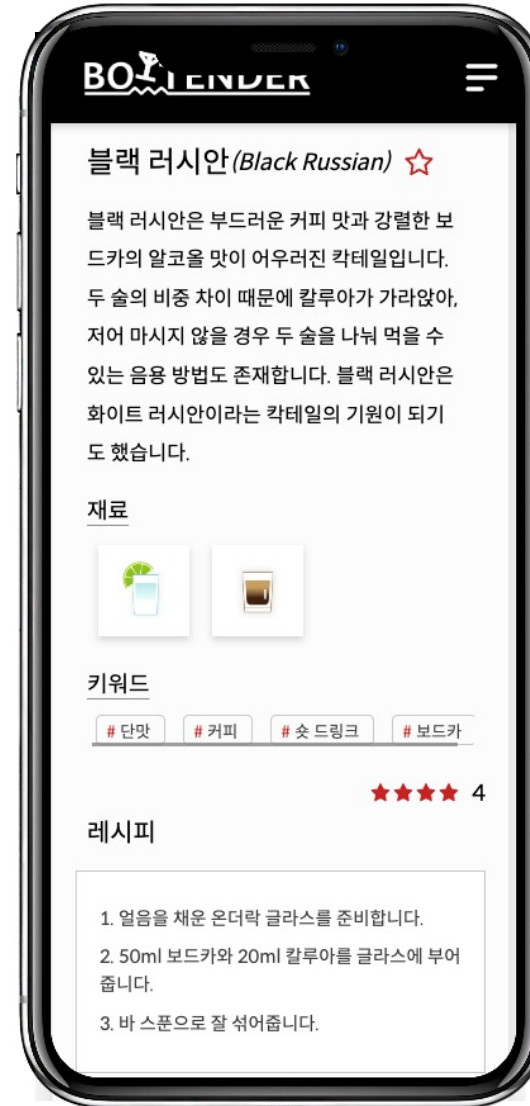 블랙 러시안(Black Russian)
블랙 러시안은 부드러운 커피 맛과 강렬한 보
드카의 알코올 맛이 어우러진 칵테일입니다.
두 술의 비중 차이 때문에 칼루아가 가라앉아,
저어 마시지 않을 경우 두 술을 나눠 먹을 수
있는 음용 방법도 존재합니다. 블랙 러시안은
화이트 러시안이라는 칵테일의 기원이 되기
도 했습니다.
재료
키워드
# 단맛 # 커피 # 숏 드링크 # 보드카
4
레시피
1. 얼음을 채운 온더락 글라스를 준비합니다.
2. 50ml 보드카와 20ml 칼루아를 글라스에 부어
줍니다.
3. 바 스푼으로 잘 섞어줍니다.